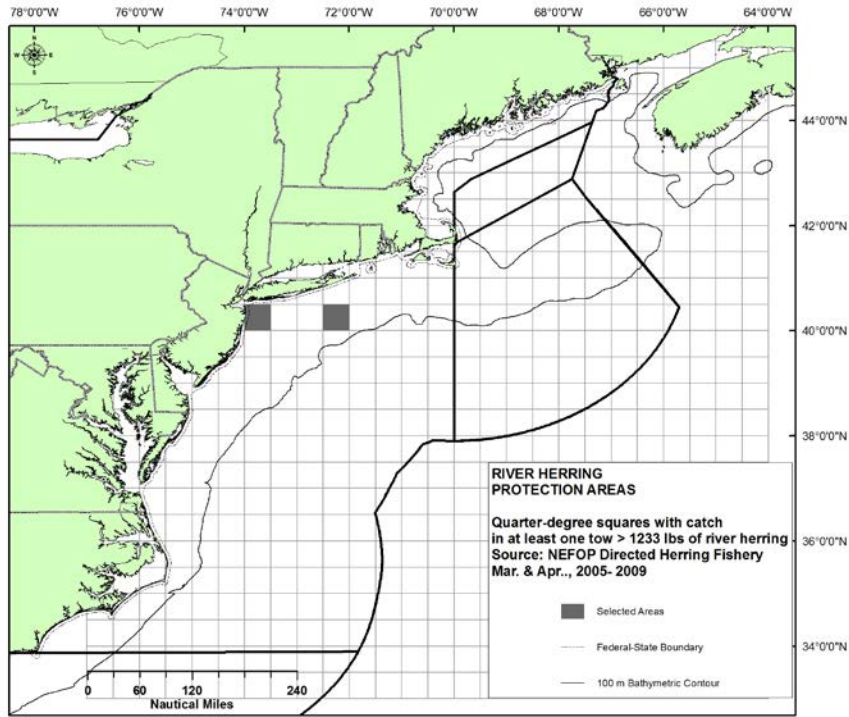 78°0'0"W 76°0'0"W 74°0'0"W 72°0'0"W 70°0'0"W 68°0'0"W 66°0'0"W 64°0'0"W
N
W E
S
44°0'0"N
42°0'0"N
40°0'0"N
38°0'0"N
36°0'0"N
34°0'0"N
RIVER HERRING
PROTECTION AREAS
Quarter-degree squares with catch
in at least one tow > 1233 lbs of river herring
Source: NEFOP Directed Herring Fishery
Mar. & Apr.., 2005- 2009
Selected Areas
Federal-State Boundary
100 m Bathymetric Contour
0 60 120 240
Nautical Miles